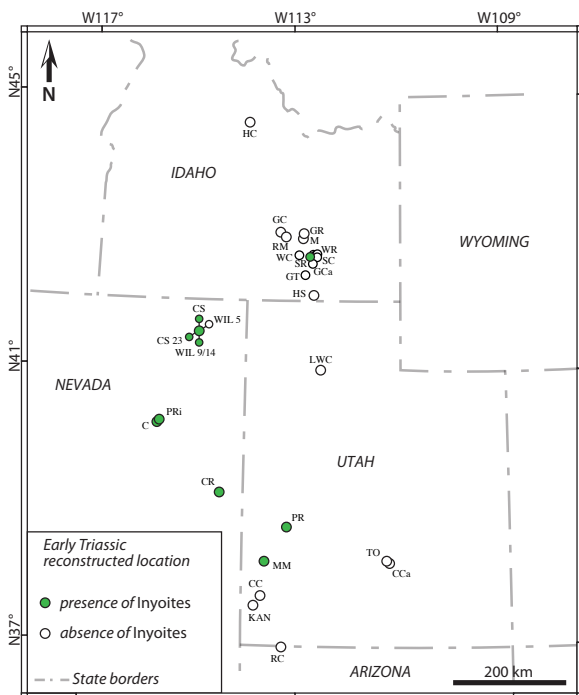 W117° W113° W109°
N45°
N
HC
IDAHO
GC GR
M
RM WR
WYOMING
WC SC
SR GCa
GT
HS
CS
WIL 5
CS 23
WIL 9/14
N41°
LWC
NEVADA
PRi
C
UTAH
CR
PR
Early Triassic
reconstructed location
TO
MM
CCa
CC
presence of Inyoites
KAN
absence of Inyoites
N37°
RC
State borders
ARIZONA
200 km